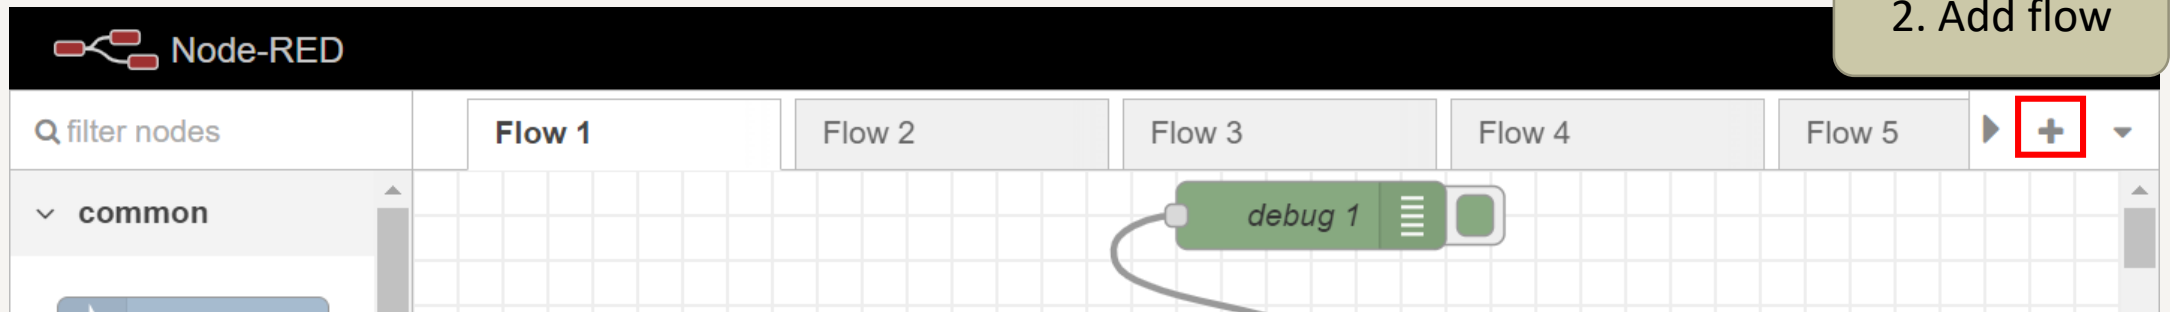 2. Add flow
Node-RED
filter nodes
Flow 1
Flow 2
Flow 3
Flow 4
Flow 5
common
debug 1